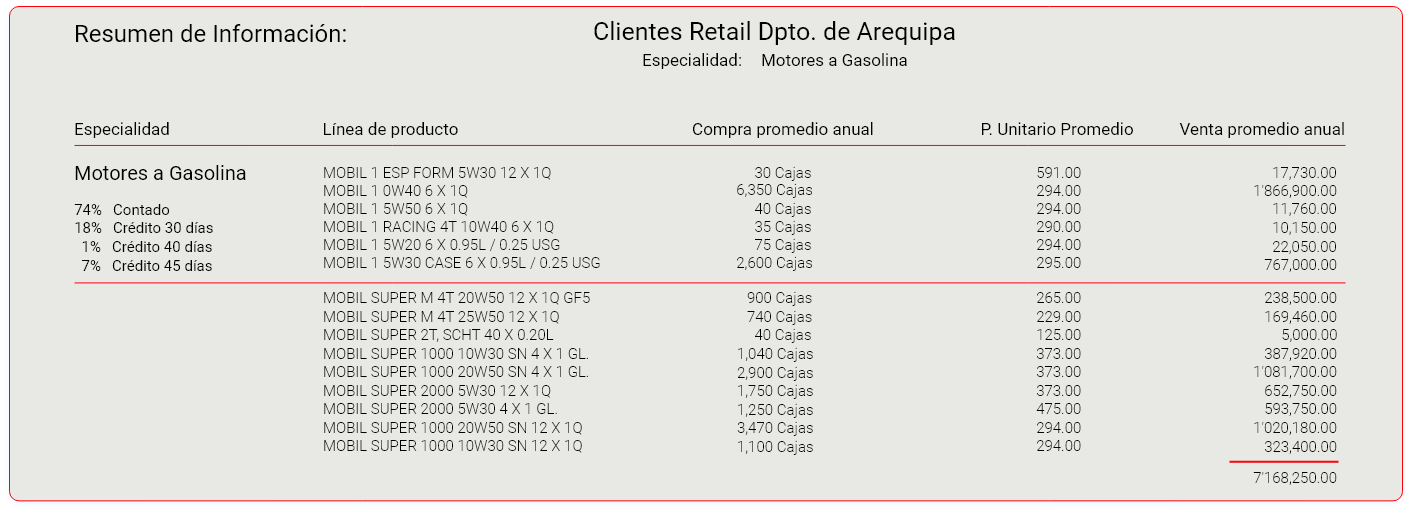 Resumen de Información:
Clientes Retail Dpto. de Arequipa
Especialidad: Motores a Gasolina
Especialidad Línea de producto Compra promedio anual P. Unitario Promedio Venta promedio anual
Motores a Gasolina MOBIL 1 ESP FORM 5W30 12 X 1Q 30 Cajas 591.00 17,730.00
MOBIL 1 0W40 6 X 1Q 6,350 Cajas 294.00 1'866,900.00
74% Contado MOBIL 1 5W50 6 X 1Q 40 Cajas 294.00 11,760.00
18% Crédito 30 días MOBIL 1 RACING 4T 10W40 6 X 1Q 35 Cajas 290.00 10,150.00
1% Crédito 40 días MOBIL 1 5W20 6 X 0.95L / 0.25 USG 75 Cajas 294.00 22,050.00
7% Crédito 45 días MOBIL 1 5W30 CASE 6 X 0.95L / 0.25 USG 2,600 Cajas 295.00 767,000.00
MOBIL SUPER M 4T 20W50 12 X 1Q GF5 900 Cajas 265.00 238,500.00
MOBIL SUPER M 4T 25W50 12 X 1Q 740 Cajas 229.00 169,460.00
MOBIL SUPER 2T, SCHT 40 X 0.20L 40 Cajas 125.00 5,000.00
MOBIL SUPER 1000 10W30 SN 4 X 1 GL. 1,040 Cajas 373.00 387,920.00
MOBIL SUPER 1000 20W50 SN 4 X 1 GL. 2,900 Cajas 373.00 1'081,700.00
MOBIL SUPER 2000 5W30 12 X 1Q 1,750 Cajas 373.00 652,750.00
MOBIL SUPER 2000 5W30 4 X 1 GL. 1,250 Cajas 475.00 593,750.00
MOBIL SUPER 1000 20W50 SN 12 X 1Q 3,470 Cajas 294.00 1'020,180.00
MOBIL SUPER 1000 10W30 SN 12 X 1Q 1,100 Cajas 294.00 323,400.00
7'168,250.00